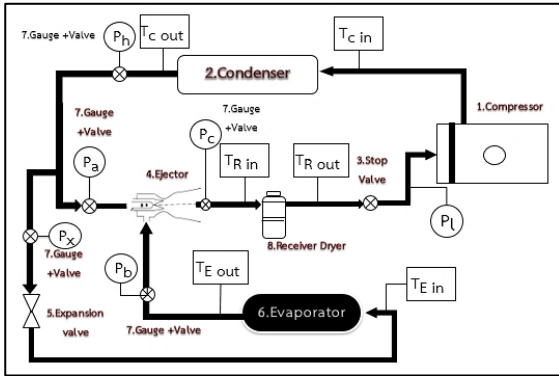 7.Gauge +Valve
Ph
Tc out
Tc in
2.Condenser
1.Compressor
7.Gauge
+Valve
Pa
4.Ejector
7.Gauge
+Valve
Pc
TR in
TR out
3.Stop
Valve
Pl
8.Receiver Dryer
Px
7.Gauge
+Valve
5.Expansion
valve
Pb
7.Gauge +Valve
TE out
6.Evaporator
TE in